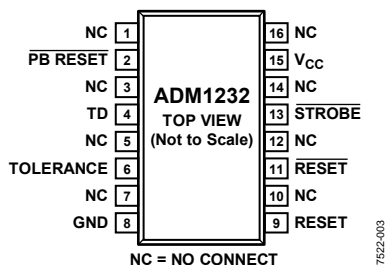 NC 1 16 NC
PB RESET 2 15 VCC
NC 3 14 NC
TD 4 13 STROBE
NC 5 12 NC
TOLERANCE 6 11 RESET
NC 7 10 NC
GND 8 9 RESET
ADM1232
TOP VIEW
(Not to Scale)
NC = NO CONNECT
7522-003